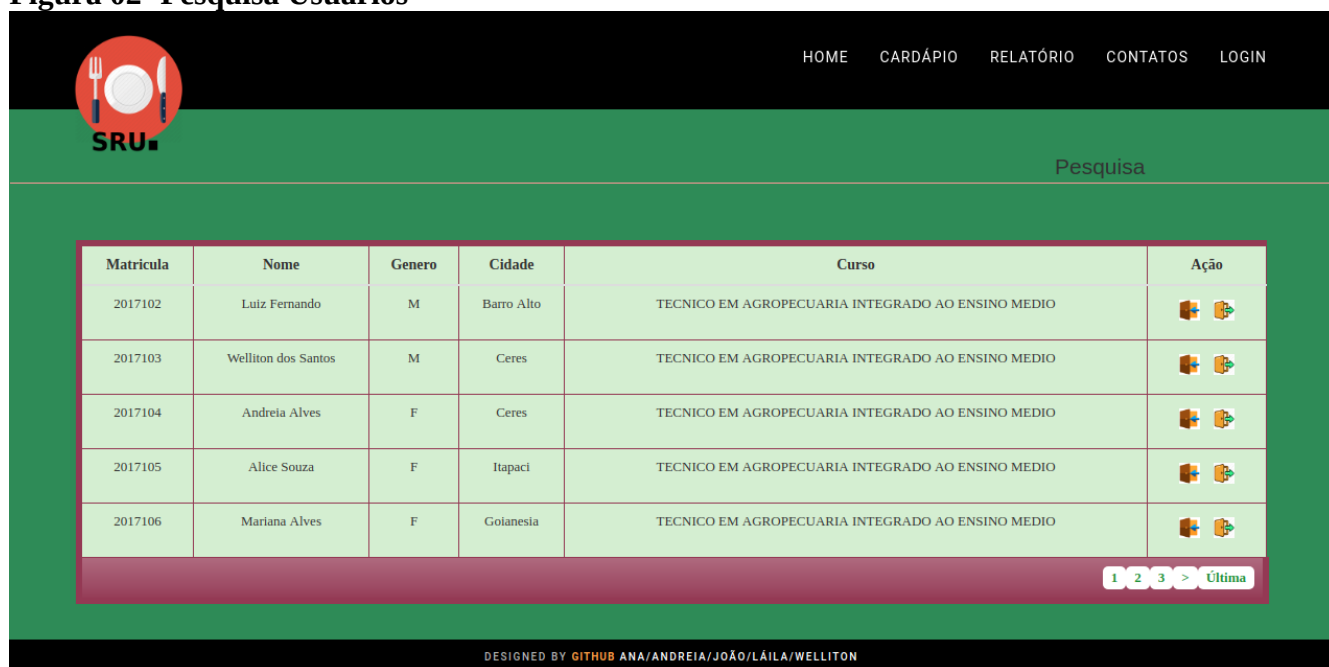 Figura 02- Pesquisa Usuários
HOME CARDÁPIO RELATÓRIO CONTATOS LOGIN
SRU.
Pesquisa
Matricula Nome Genero Cidade Curso Ação
2017102 Luiz Fernando M Barro Alto TECNICO EM AGROPECUARIA INTEGRADO AO ENSINO MEDIO
2017103 Welliton dos Santos M Ceres TECNICO EM AGROPECUARIA INTEGRADO AO ENSINO MEDIO
2017104 Andreia Alves F Ceres TECNICO EM AGROPECUARIA INTEGRADO AO ENSINO MEDIO
2017105 Alice Souza F Itapaci TECNICO EM AGROPECUARIA INTEGRADO AO ENSINO MEDIO
2017106 Mariana Alves F Goianesia TECNICO EM AGROPECUARIA INTEGRADO AO ENSINO MEDIO
1 2 3 > Última
DESIGNED BY GITHUB ANA/ANDREIA/JOÃO/LÁILA/WELLITON